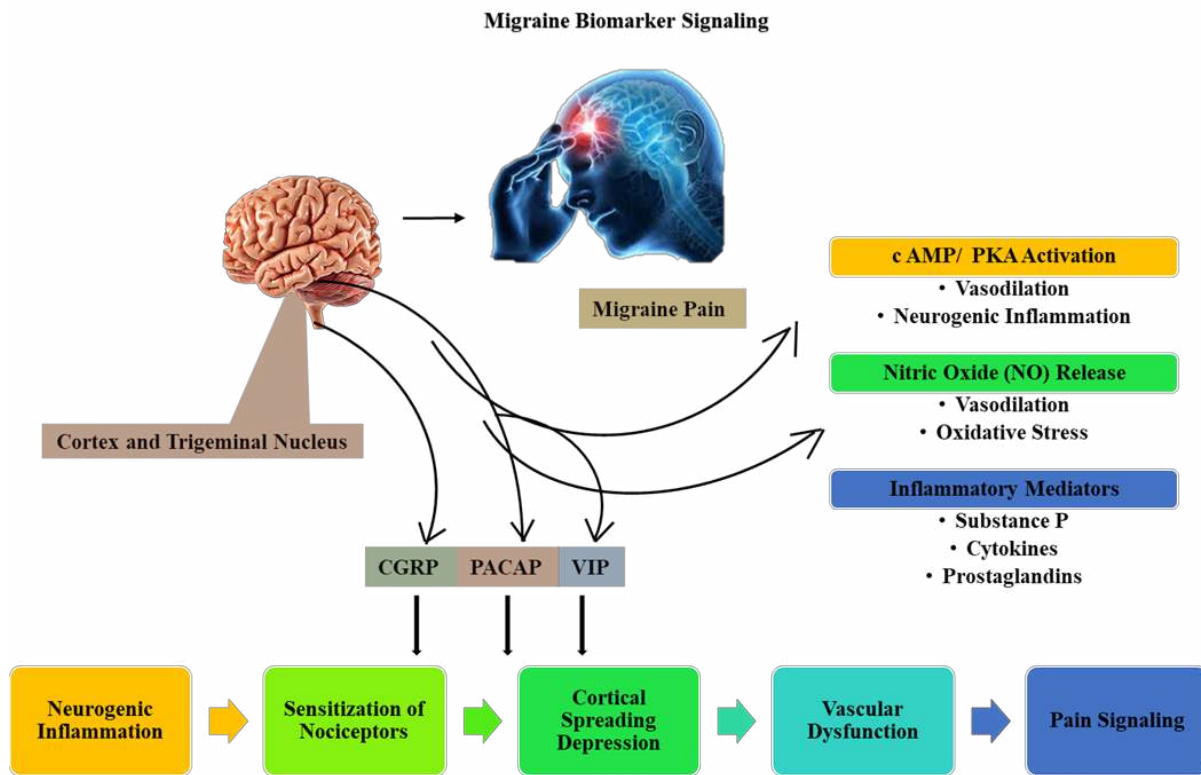 Migraine Biomarker Signaling
Migraine Pain
Cortex and Trigeminal Nucleus
c AMP/ PKA Activation
• Vasodilation
• Neurogenic Inflammation
Nitric Oxide (NO) Release
• Vasodilation
• Oxidative Stress
Inflammatory Mediators
• Substance P
• Cytokines
• Prostaglandins
CGRP
PACAP
VIP
Neurogenic
Inflammation
Sensitization of
Nociceptors
Cortical
Spreading
Depression
Vascular
Dysfunction
Pain Signaling